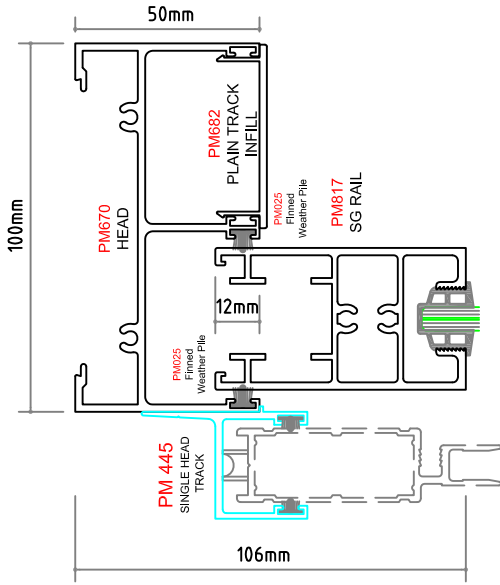 50mm
100mm
PM670
HEAD
PM682
PLAIN TRACK
INFILL
PM025
Finned
Weather Pile
PM817
SG RAIL
12mm
PM025
Finned
Weather Pile
PM 445
SINGLE HEAD
TRACK
106mm